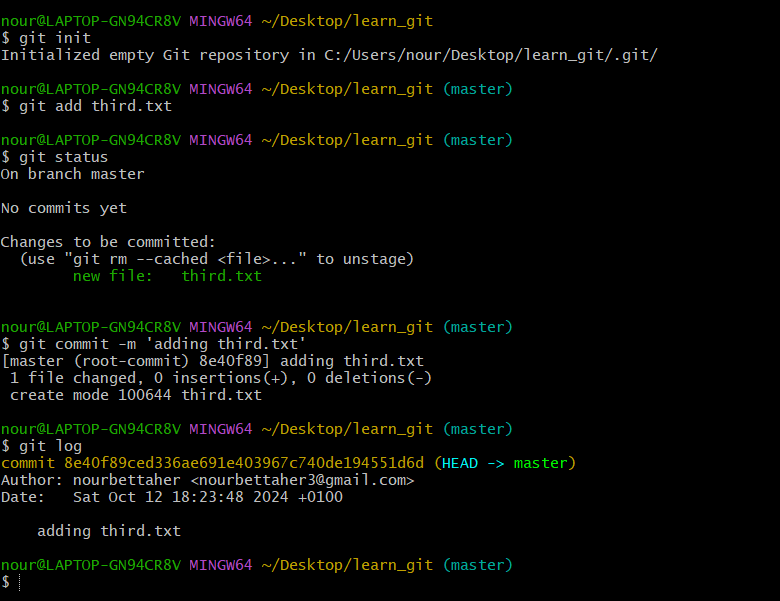 nour@LAPTOP-GN94CR8V MINGW64 ~/Desktop/learn_git
$ git init
Initialized empty Git repository in C:/Users/nour/Desktop/learn_git/.git/

nour@LAPTOP-GN94CR8V MINGW64 ~/Desktop/learn_git (master)
$ git add third.txt

nour@LAPTOP-GN94CR8V MINGW64 ~/Desktop/learn_git (master)
$ git status
On branch master

No commits yet

Changes to be committed:
  (use "git rm --cached <file>..." to unstage)
        new file:   third.txt


nour@LAPTOP-GN94CR8V MINGW64 ~/Desktop/learn_git (master)
$ git commit -m 'adding third.txt'
[master (root-commit) 8e40f89] adding third.txt
 1 file changed, 0 insertions(+), 0 deletions(-)
 create mode 100644 third.txt

nour@LAPTOP-GN94CR8V MINGW64 ~/Desktop/learn_git (master)
$ git log
commit 8e40f89ced336ae691e403967c740de194551d6d (HEAD -> master)
Author: nourbettaher <nourbettaher3@gmail.com>
Date:   Sat Oct 12 18:23:48 2024 +0100

    adding third.txt

nour@LAPTOP-GN94CR8V MINGW64 ~/Desktop/learn_git (master)
$